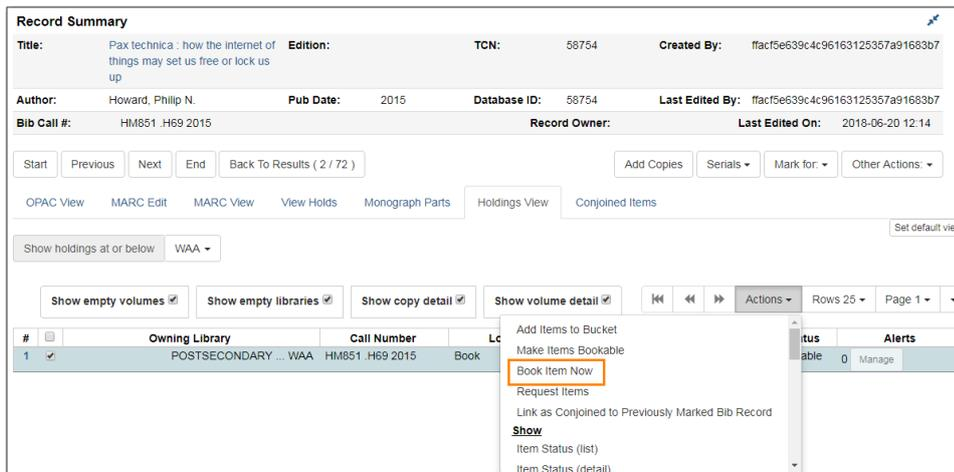 Record Summary
Title: Pax technica : how the internet of Edition: TCN: 58754 Created By: ffacf5e639c4c96163125357a91683b7
things may set us free or lock us
up
Author: Howard, Philip N. Pub Date: 2015 Database ID: 58754 Last Edited By: ffacf5e639c4c96163125357a91683b7
Bib Call #: HM851 .H69 2015 Record Owner: Last Edited On: 2018-06-20 12:14
Start Previous Next End Back To Results ( 2 / 72 ) Add Copies Serials Mark for: Other Actions:
OPAC View MARC Edit MARC View View Holds Monograph Parts Holdings View Conjoined Items
Set default vie
Show holdings at or below WAA
Show empty volumes Show empty libraries Show copy detail Show volume detail Actions Rows 25 Page 1
# Owning Library Call Number Lo tus Alerts
1 POSTSECONDARY ... WAA HM851 .H69 2015 Book able 0 Manage
Add Items to Bucket
Make Items Bookable
Book Item Now
Request Items
Link as Conjoined to Previously Marked Bib Record
Show
Item Status (list)
Item Status (detail)